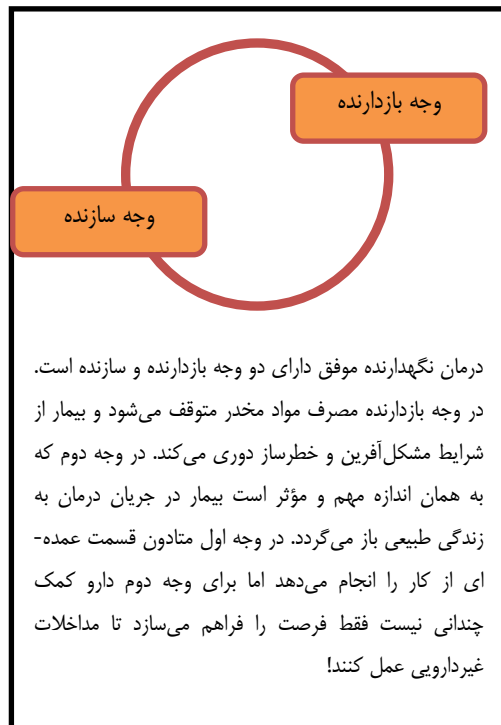 وجه بازدارنده
وجه سازنده
درمان نگهدارنده موفق دارای دو وجه بازدارنده و سازنده است.
در وجه بازدارنده مصرف مواد مخدر متوقف می‌شود و بیمار از
شرایط مشکل‌آفرین و خطرساز دوری می‌کند. در وجه دوم که
به همان اندازه مهم و مؤثر است بیمار در جریان درمان به
زندگی طبیعی باز می‌گردد. در وجه اول متادون قسمت عمده-
ای از کار را انجام می‌دهد اما برای وجه دوم دارو کمک
چندانی نیست فقط فرصت را فراهم می‌سازد تا مداخلات
غیردارویی عمل کنند!